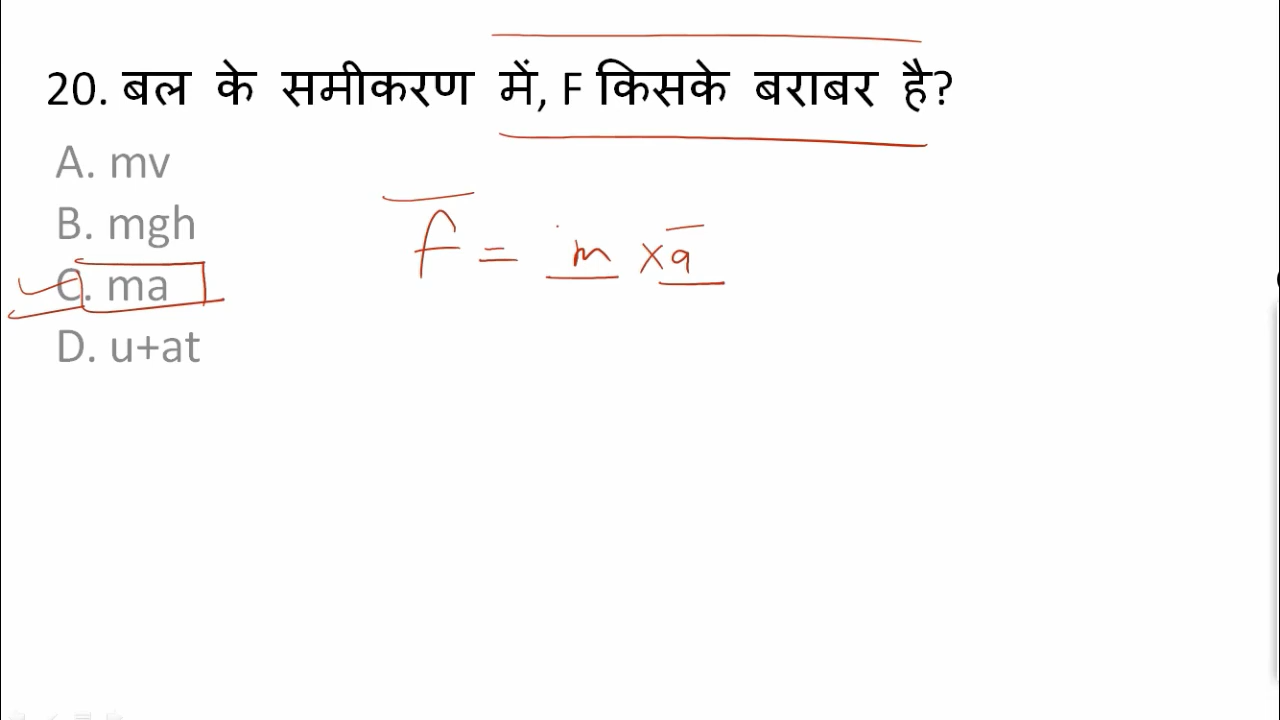 20. बल के समीकरण में, F किसके बराबर है?
A. mv
B. mgh
C. ma
D. u+at
f = m × a